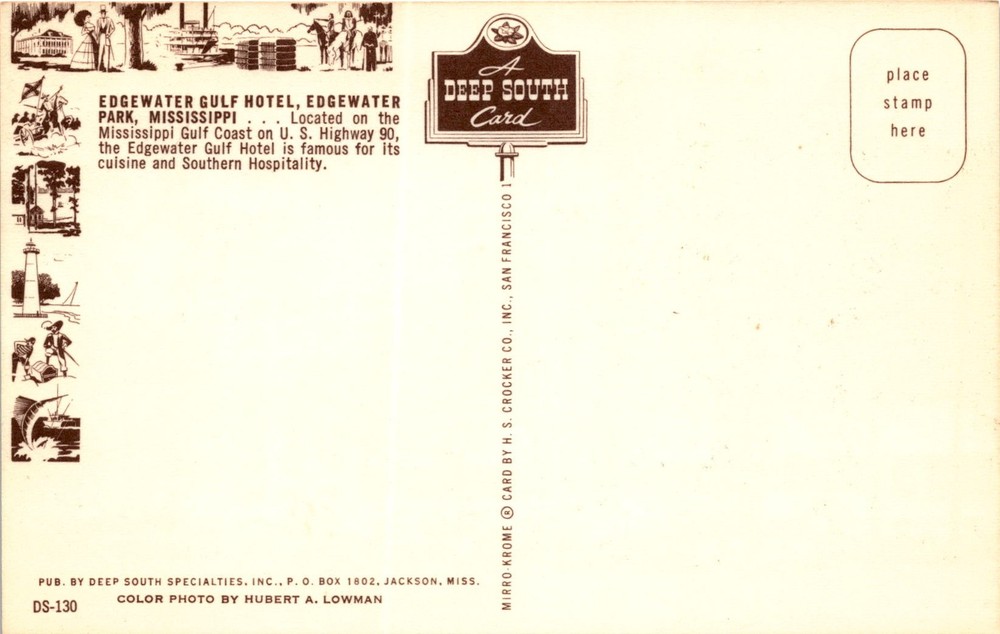 EDGEWATER GULF HOTEL, EDGEWATER
PARK, MISSISSIPPI . . . Located on the
Mississippi Gulf Coast on U. S. Highway 90,
the Edgewater Gulf Hotel is famous for its
cuisine and Southern Hospitality.
A
DEEP SOUTH
Card
place
stamp
here
MIRRO-KROME ® CARD BY H. S. CROCKER CO., INC., SAN FRANCISCO 1
PUB. BY DEEP SOUTH SPECIALTIES, INC., P. O. BOX 1802, JACKSON, MISS.
COLOR PHOTO BY HUBERT A. LOWMAN
DS-130